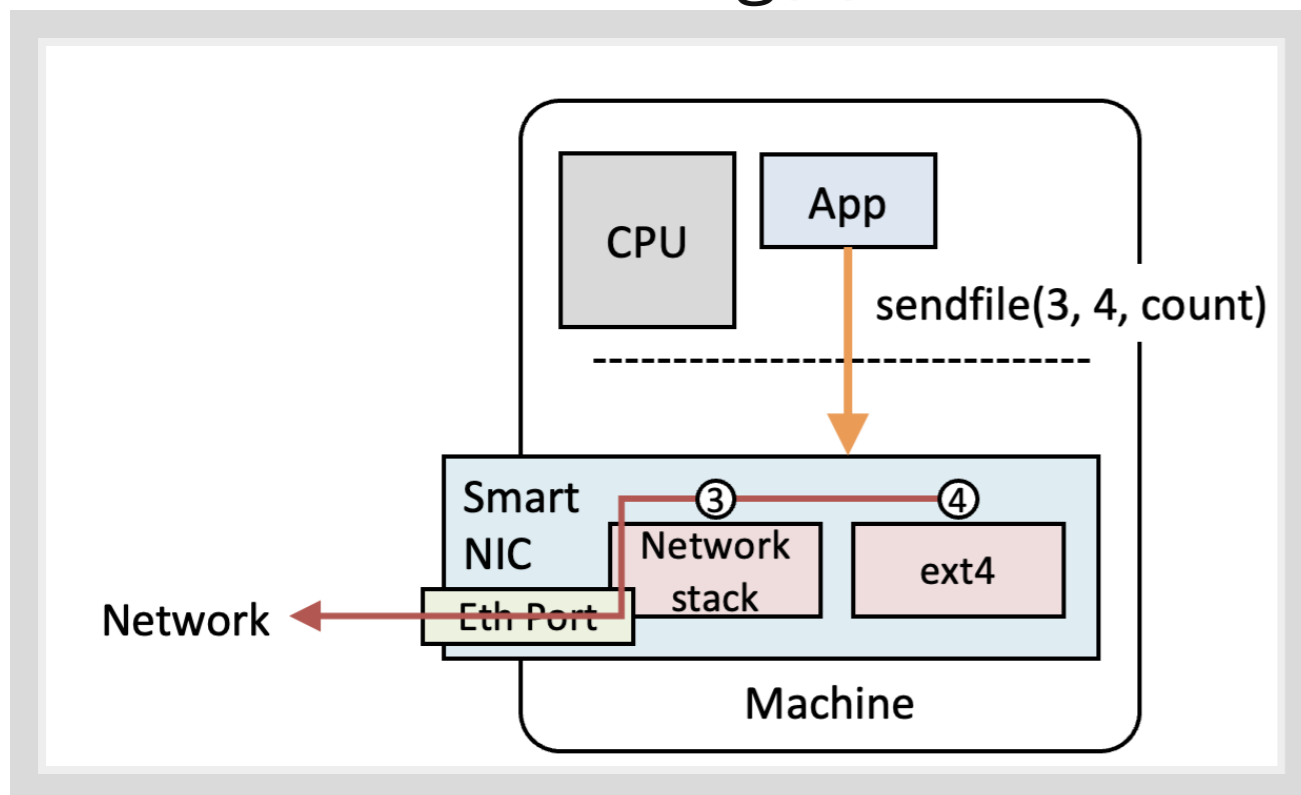 CPU
App
sendfile(3, 4, count)
Smart
NIC
③
④
Network
stack
ext4
Eth Port
Network
Machine